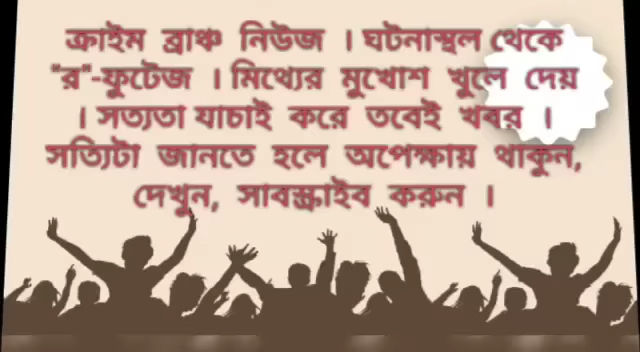 ক্রাইম ব্রাঞ্চ নিউজ । ঘটনাস্থল থেকে
"র"-ফুটেজ । মিথ্যের মুখোশ খুলে দেয়
। সত্যতা যাচাই করে তবেই খবর ।
সত্যিটা জানতে হলে অপেক্ষায় থাকুন,
দেখুন, সাবস্ক্রাইব করুন ।